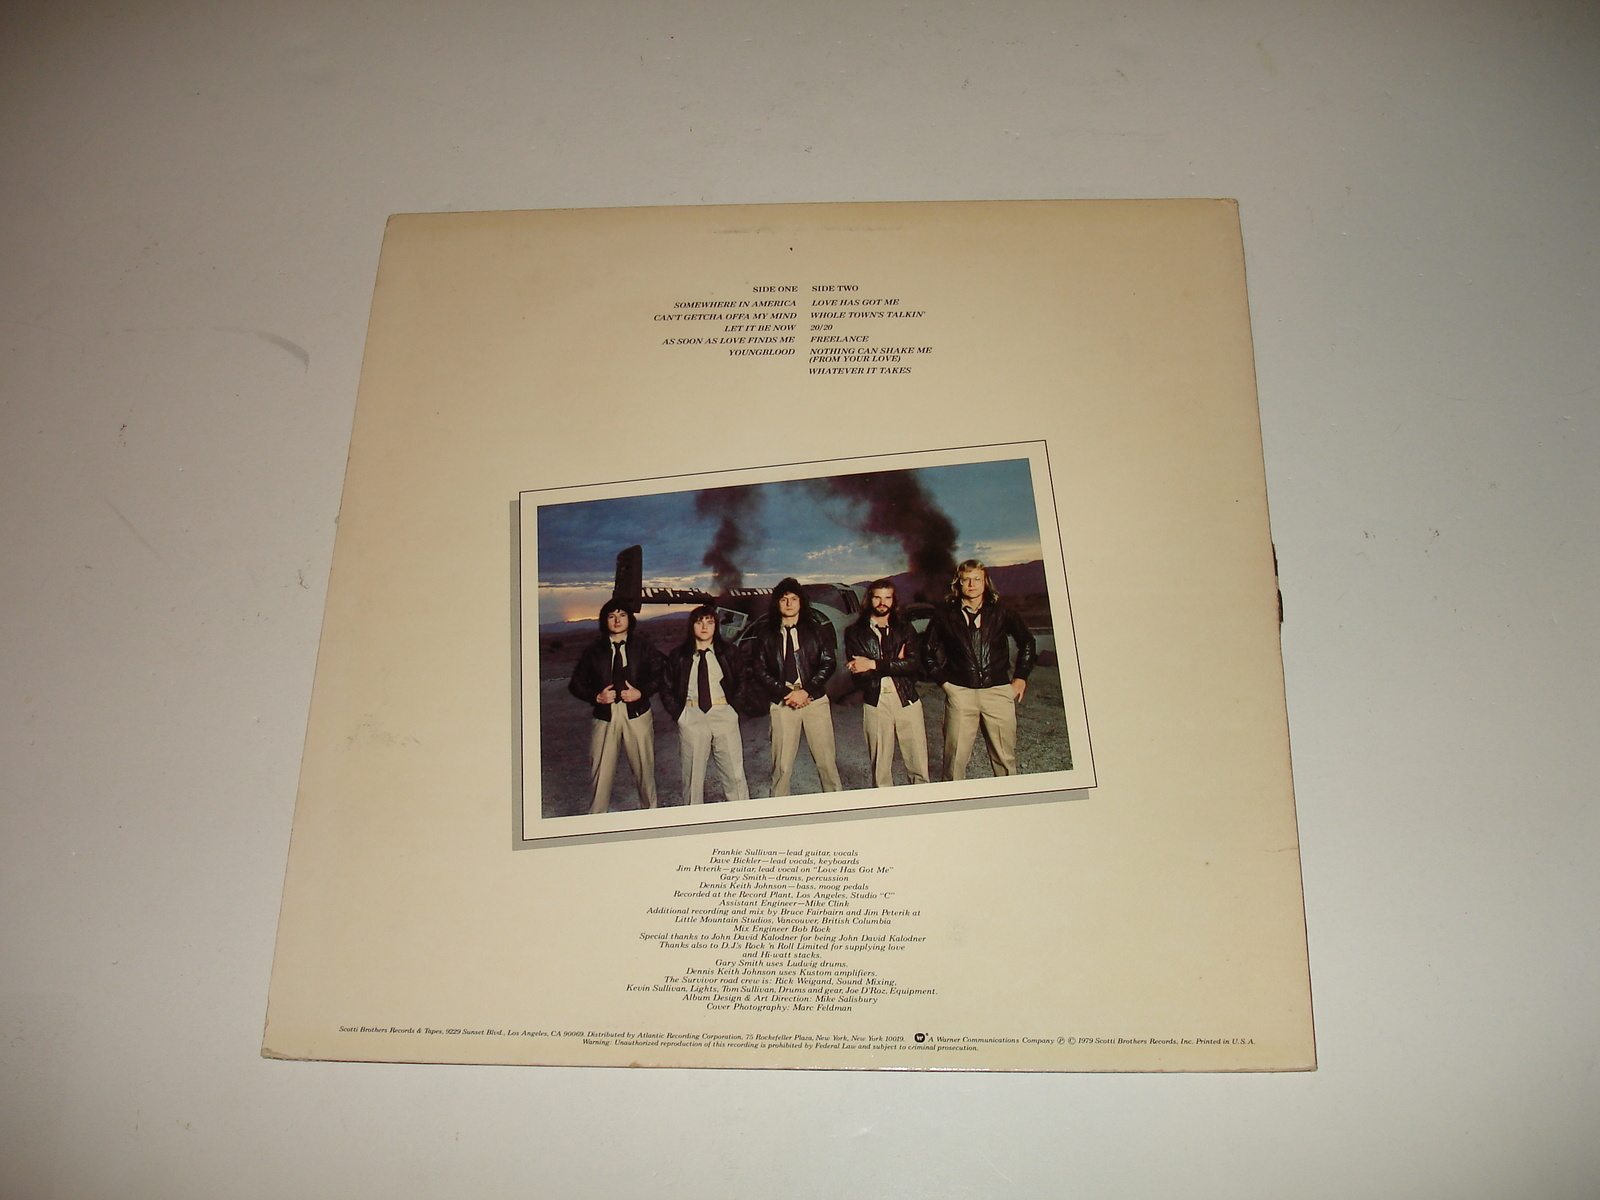 SIDE ONE
SOMEWHERE IN AMERICA
CAN'T GETCHA OFFA MY MIND
LET IT BE NOW
AS SOON AS LOVE FINDS ME
YOUNGBLOOD
SIDE TWO
LOVE HAS GOT ME
WHOLE TOWN'S TALKIN'
20/20
FREELANCE
NOTHING CAN SHAKE ME
(FROM YOUR LOVE)
WHATEVER IT TAKES
Frankie Sullivan—lead guitar, vocals
Dave Bickler—lead vocals, keyboards
Jim Peterik—guitar, lead vocal on "Love Has Got Me"
Gary Smith—drums, percussion
Dennis Keith Johnson—bass, moog pedals
Recorded at the Record Plant, Los Angeles, Studio "C"
Assistant Engineer—Mike Clink
Additional recording and mix by Bruce Fairbairn and Jim Peterik at
Little Mountain Studios, Vancouver, British Columbia
Mix Engineer Bob Rock
Special thanks to John David Kalodner for being John David Kalodner
Thanks also to D.J.'s Rock 'n Roll Limited for supplying love
and Hi-watt stacks.
Gary Smith uses Ludwig drums.
Dennis Keith Johnson uses Kustom amplifiers.
The Survivor road crew is: Rick Weigand, Sound Mixing,
Kevin Sullivan, Lights, Tom Sullivan, Drums and gear, Joe D'Roz, Equipment.
Album Design & Art Direction: Mike Salisbury
Cover Photography: Marc Feldman
Scotti Brothers Records & Tapes, 9229 Sunset Blvd., Los Angeles, CA 90069. Distributed by Atlantic Recording Corporation, 75 Rockefeller Plaza, New York, New York 10019. A Warner Communications Company ℗ © 1979 Scotti Brothers Records, Inc. Printed in U.S.A.
Warning: Unauthorized reproduction of this recording is prohibited by Federal Law and subject to criminal prosecution.